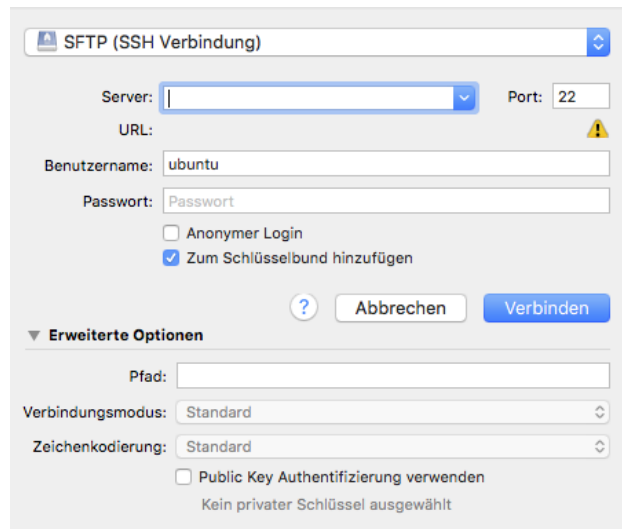 SFTP (SSH Verbindung)
Server: Port: 22
URL:
Benutzername: ubuntu
Passwort: Passwort
Anonymer Login
Zum Schlüsselbund hinzufügen
? Abbrechen Verbinden
Erweiterte Optionen
Pfad:
Verbindungsmodus: Standard
Zeichenkodierung: Standard
Public Key Authentifizierung verwenden
Kein privater Schlüssel ausgewählt